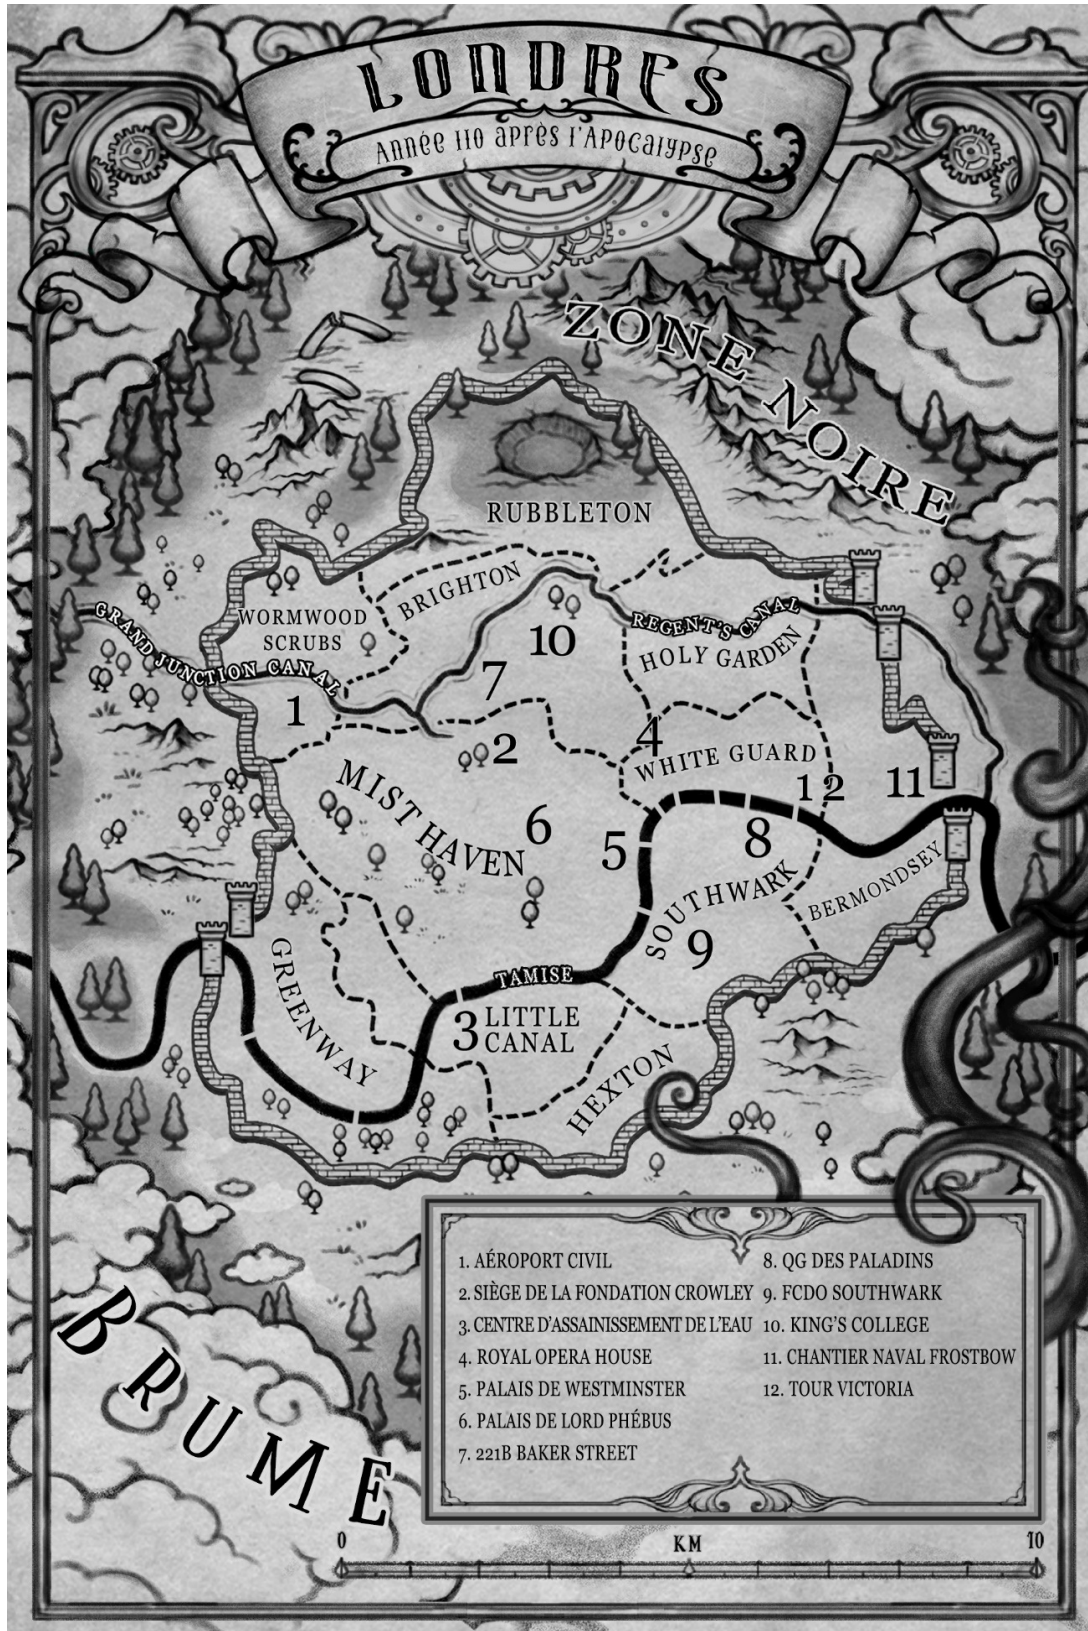 LONDRES
Année 110 après l'Apocalypse
ZONE NOIRE
RUBBLETON
BRIGHTON
WORMWOOD
SCRUBS
GRAND JUNCTION CANAL
REGENT'S CANAL
HOLY GARDEN
10
7
1
2
4
WHITE GUARD
12
11
MIST HAVEN
6
5
8
SOUTHWARK
BERMONDSEY
9
GREENWAY
TAMISE
3
LITTLE
CANAL
HEXTON
BRUME
1. AÉROPORT CIVIL
2. SIÈGE DE LA FONDATION CROWLEY
3. CENTRE D'ASSAINISSEMENT DE L'EAU
4. ROYAL OPERA HOUSE
5. PALAIS DE WESTMINSTER
6. PALAIS DE LORD PHÉBUS
7. 221B BAKER STREET
8. QG DES PALADINS
9. FCDO SOUTHWARK
10. KING'S COLLEGE
11. CHANTIER NAVAL FROSTBOW
12. TOUR VICTORIA
0 KM 10